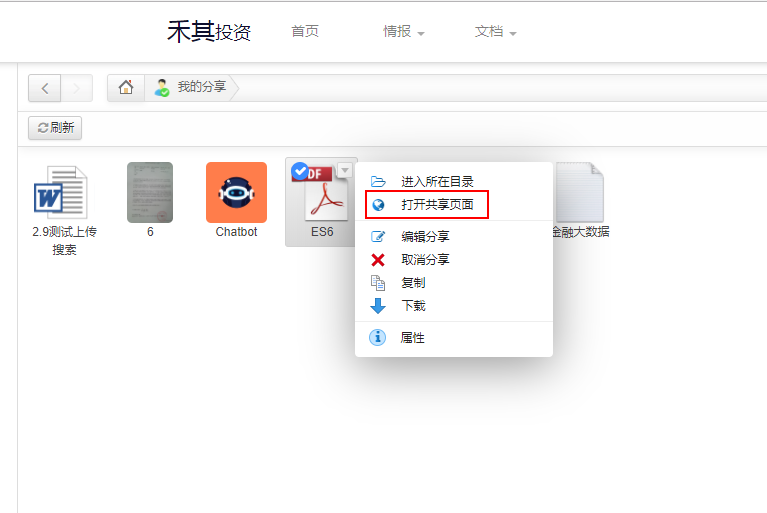 禾其投资 首页 情报 文档
我的分享
刷新
2.9测试上传
搜索
6
Chatbot
PDF
ES6
金融大数据
进入所在目录
打开共享页面
编辑分享
取消分享
复制
下载
属性